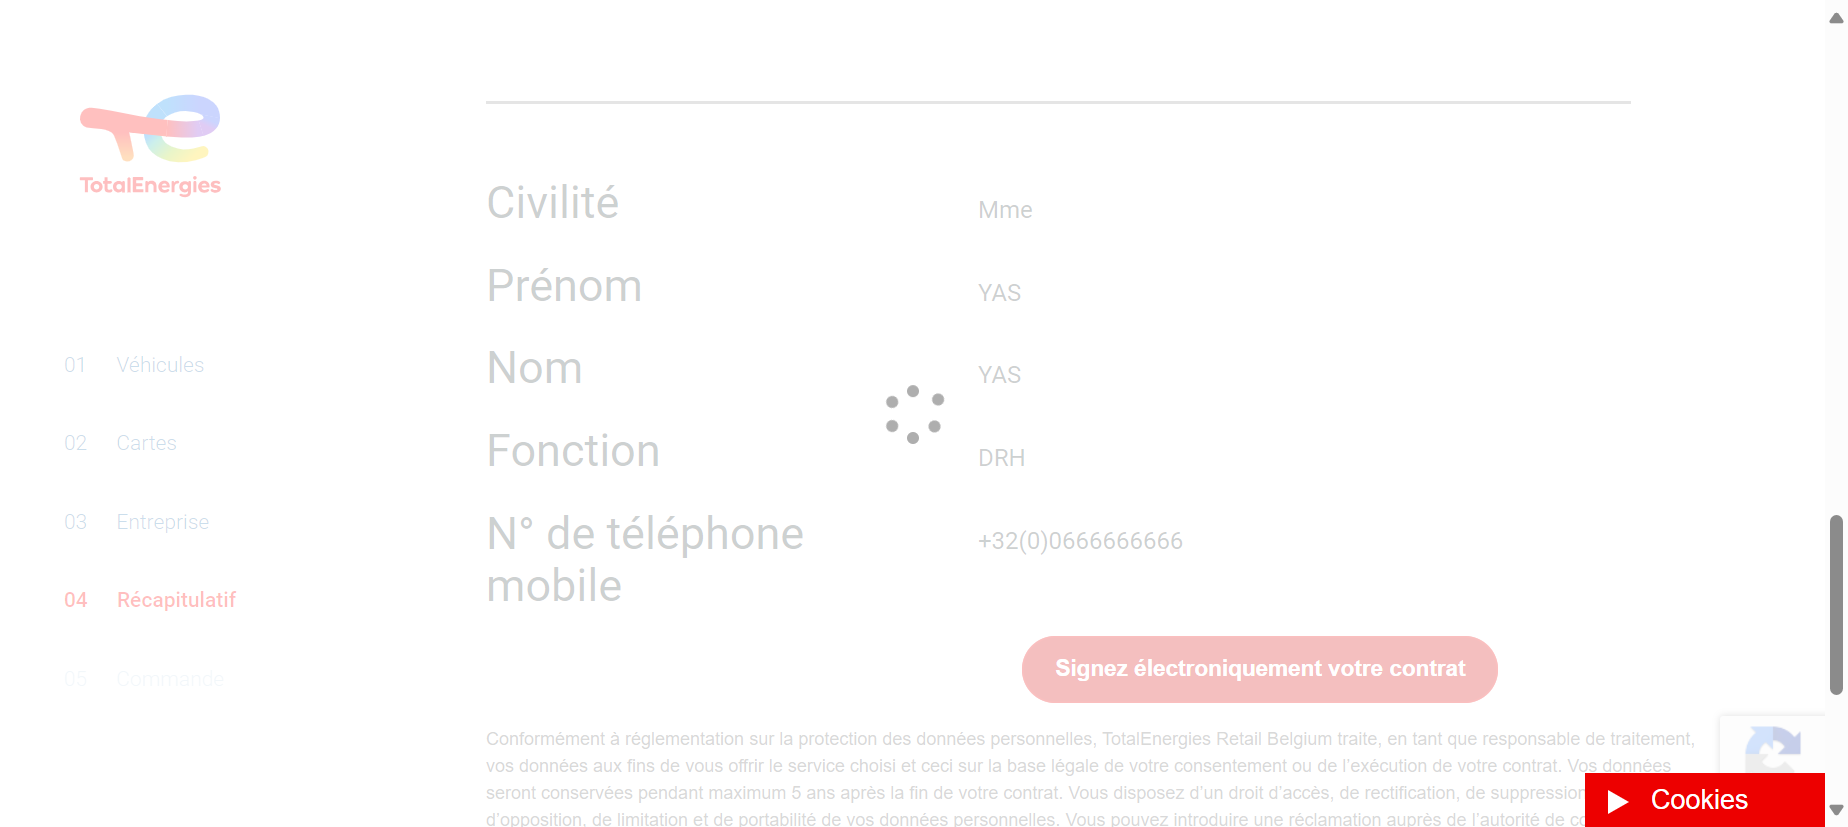 TotalEnergies
Civilité
Mme
Prénom
YAS
01 Véhicules
Nom
YAS
02 Cartes
Fonction
DRH
03 Entreprise
N° de téléphone
mobile
+32(0)0666666666
04 Récapitulatif
05 Commande
Signez électroniquement votre contrat
Conformément à réglementation sur la protection des données personnelles, TotalEnergies Retail Belgium traite, en tant que responsable de traitement,
vos données aux fins de vous offrir le service choisi et ceci sur la base légale de votre consentement ou de l'exécution de votre contrat. Vos données
seront conservées pendant maximum 5 ans après la fin de votre contrat. Vous disposez d'un droit d'accès, de rectification, de suppression
d'opposition, de limitation et de portabilité de vos données personnelles. Vous pouvez introduire une réclamation auprès de l'autorité de
Cookies